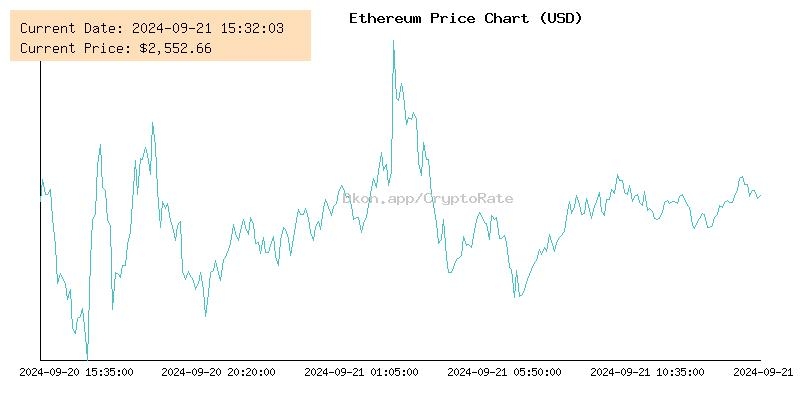 Ethereum Price Chart (USD)
Current Date: 2024-09-21 15:32:03
Current Price: $2,552.66
Dkon.app/CryptoRate
2024-09-20 15:35:00 2024-09-20 20:20:00 2024-09-21 01:05:00 2024-09-21 05:50:00 2024-09-21 10:35:00 2024-09-21